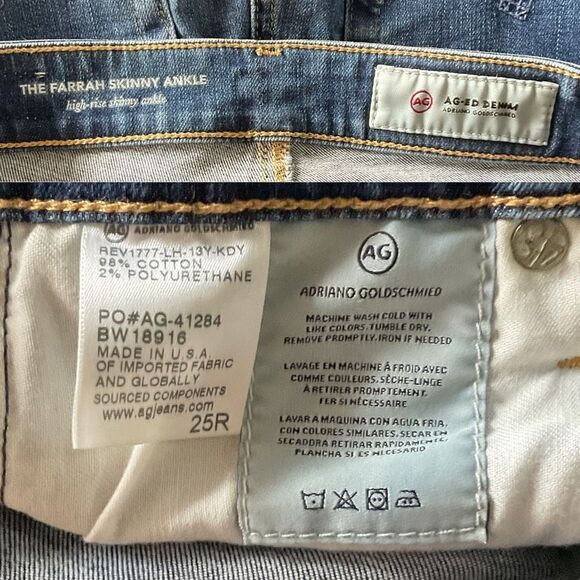 THE FARRAH SKINNY ANKLE
high-rise skinny ankle
AG AG-ED DENIM
ADRIANO GOLDSCHMIED
AG ADRIANO GOLDSCHMIED
REV1777-LH-13Y-KDY
98% COTTON
2% POLYURETHANE
PO#AG-41284
BW18916
MADE IN U.S.A.
OF IMPORTED FABRIC
AND GLOBALLY
SOURCED COMPONENTS
www.agjeans.com
25R
AG
ADRIANO GOLDSCHMIED
MACHINE WASH COLD WITH
LIKE COLORS. TUMBLE DRY.
REMOVE PROMPTLY. IRON IF NEEDED
LAVAGE EN MACHINE À FROID AVEC
COMME COULEURS. SÈCHE-LINGE
À RETIRER PROMPTEMENT.
FER SI NÉCESSAIRE
LAVAR A MAQUINA CON AGUA FRIA,
CON COLORES SIMILARES. SECAR EN
SECADORA RETIRAR RAPIDAMENTE.
PLANCHA SI ES NECESARIO